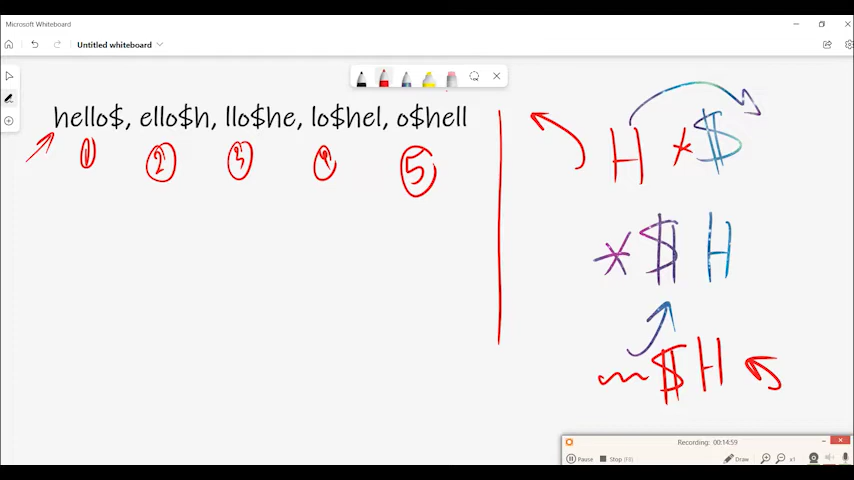 Microsoft Whiteboard
Untitled whiteboard
hello$, ello$h, llo$he, lo$hel, o$hell
1 2 3 4 5
H *$
*$ H
~$H
Recording: 00:14:59
Pause Stop (F8) Draw x1